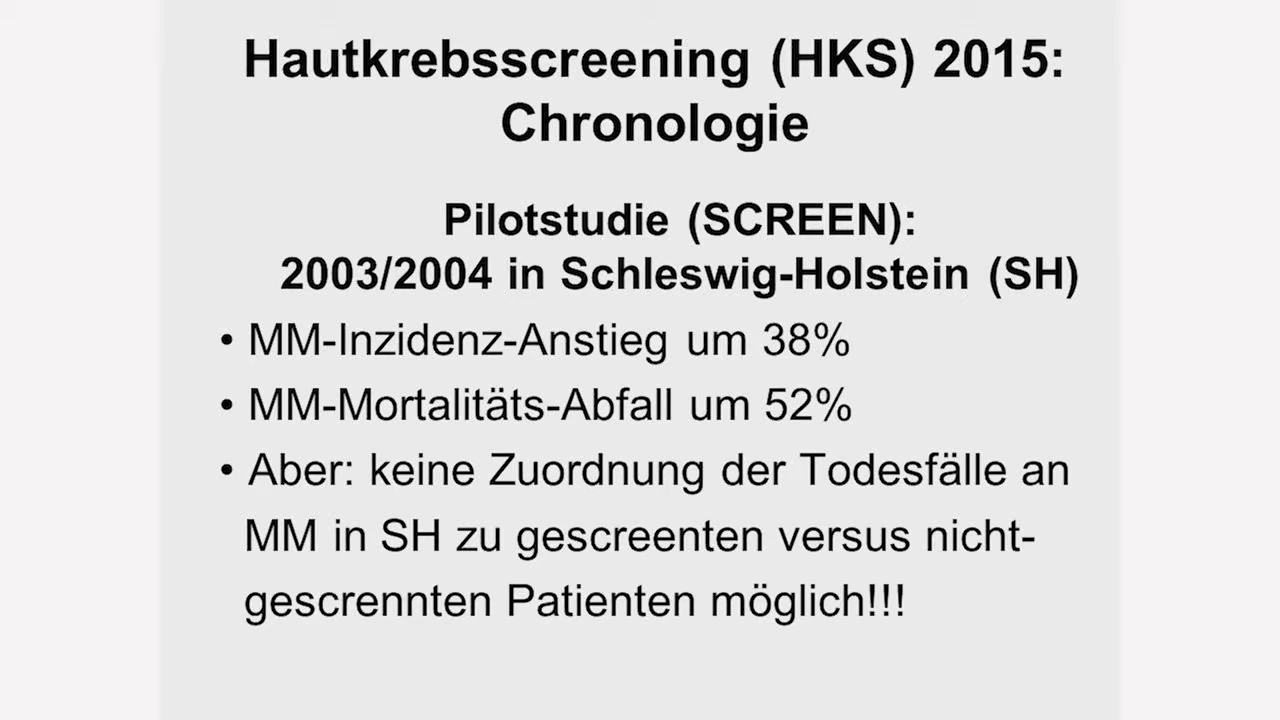 Hautkrebsscreening (HKS) 2015:
Chronologie
Pilotstudie (SCREEN):
2003/2004 in Schleswig-Holstein (SH)
• MM-Inzidenz-Anstieg um 38%
• MM-Mortalitäts-Abfall um 52%
• Aber: keine Zuordnung der Todesfälle an
MM in SH zu gescreenten versus nicht-
gescrennten Patienten möglich!!!